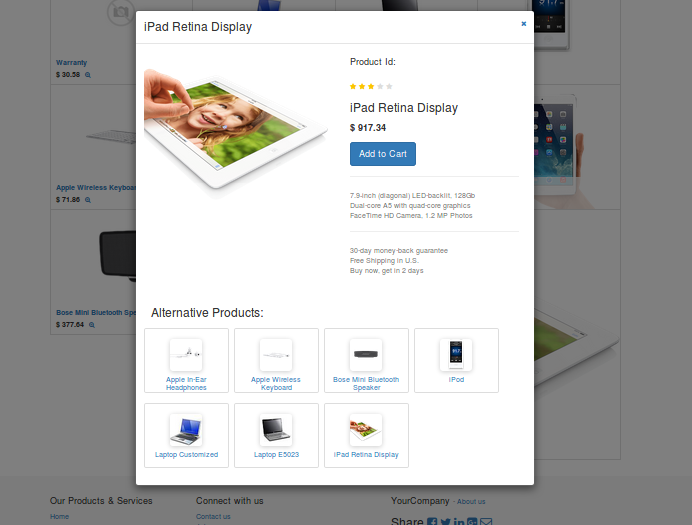 iPad Retina Display
×
Product Id:
iPad Retina Display
$ 917.34
Add to Cart
7.9-inch (diagonal) LED-backlit, 128Gb
Dual-core A5 with quad-core graphics
FaceTime HD Camera, 1.2 MP Photos
30-day money-back guarantee
Free Shipping in U.S.
Buy now, get in 2 days
Alternative Products:
Apple In-Ear
Headphones
Apple Wireless
Keyboard
Bose Mini Bluetooth
Speaker
iPod
Laptop Customized
Laptop E5023
iPad Retina Display
Warranty
$ 30.58
Apple Wireless Keyboar
$ 71.86
Bose Mini Bluetooth Spe
$ 377.64
Our Products & Services
Home
Connect with us
Contact us
YourCompany - About us
Share